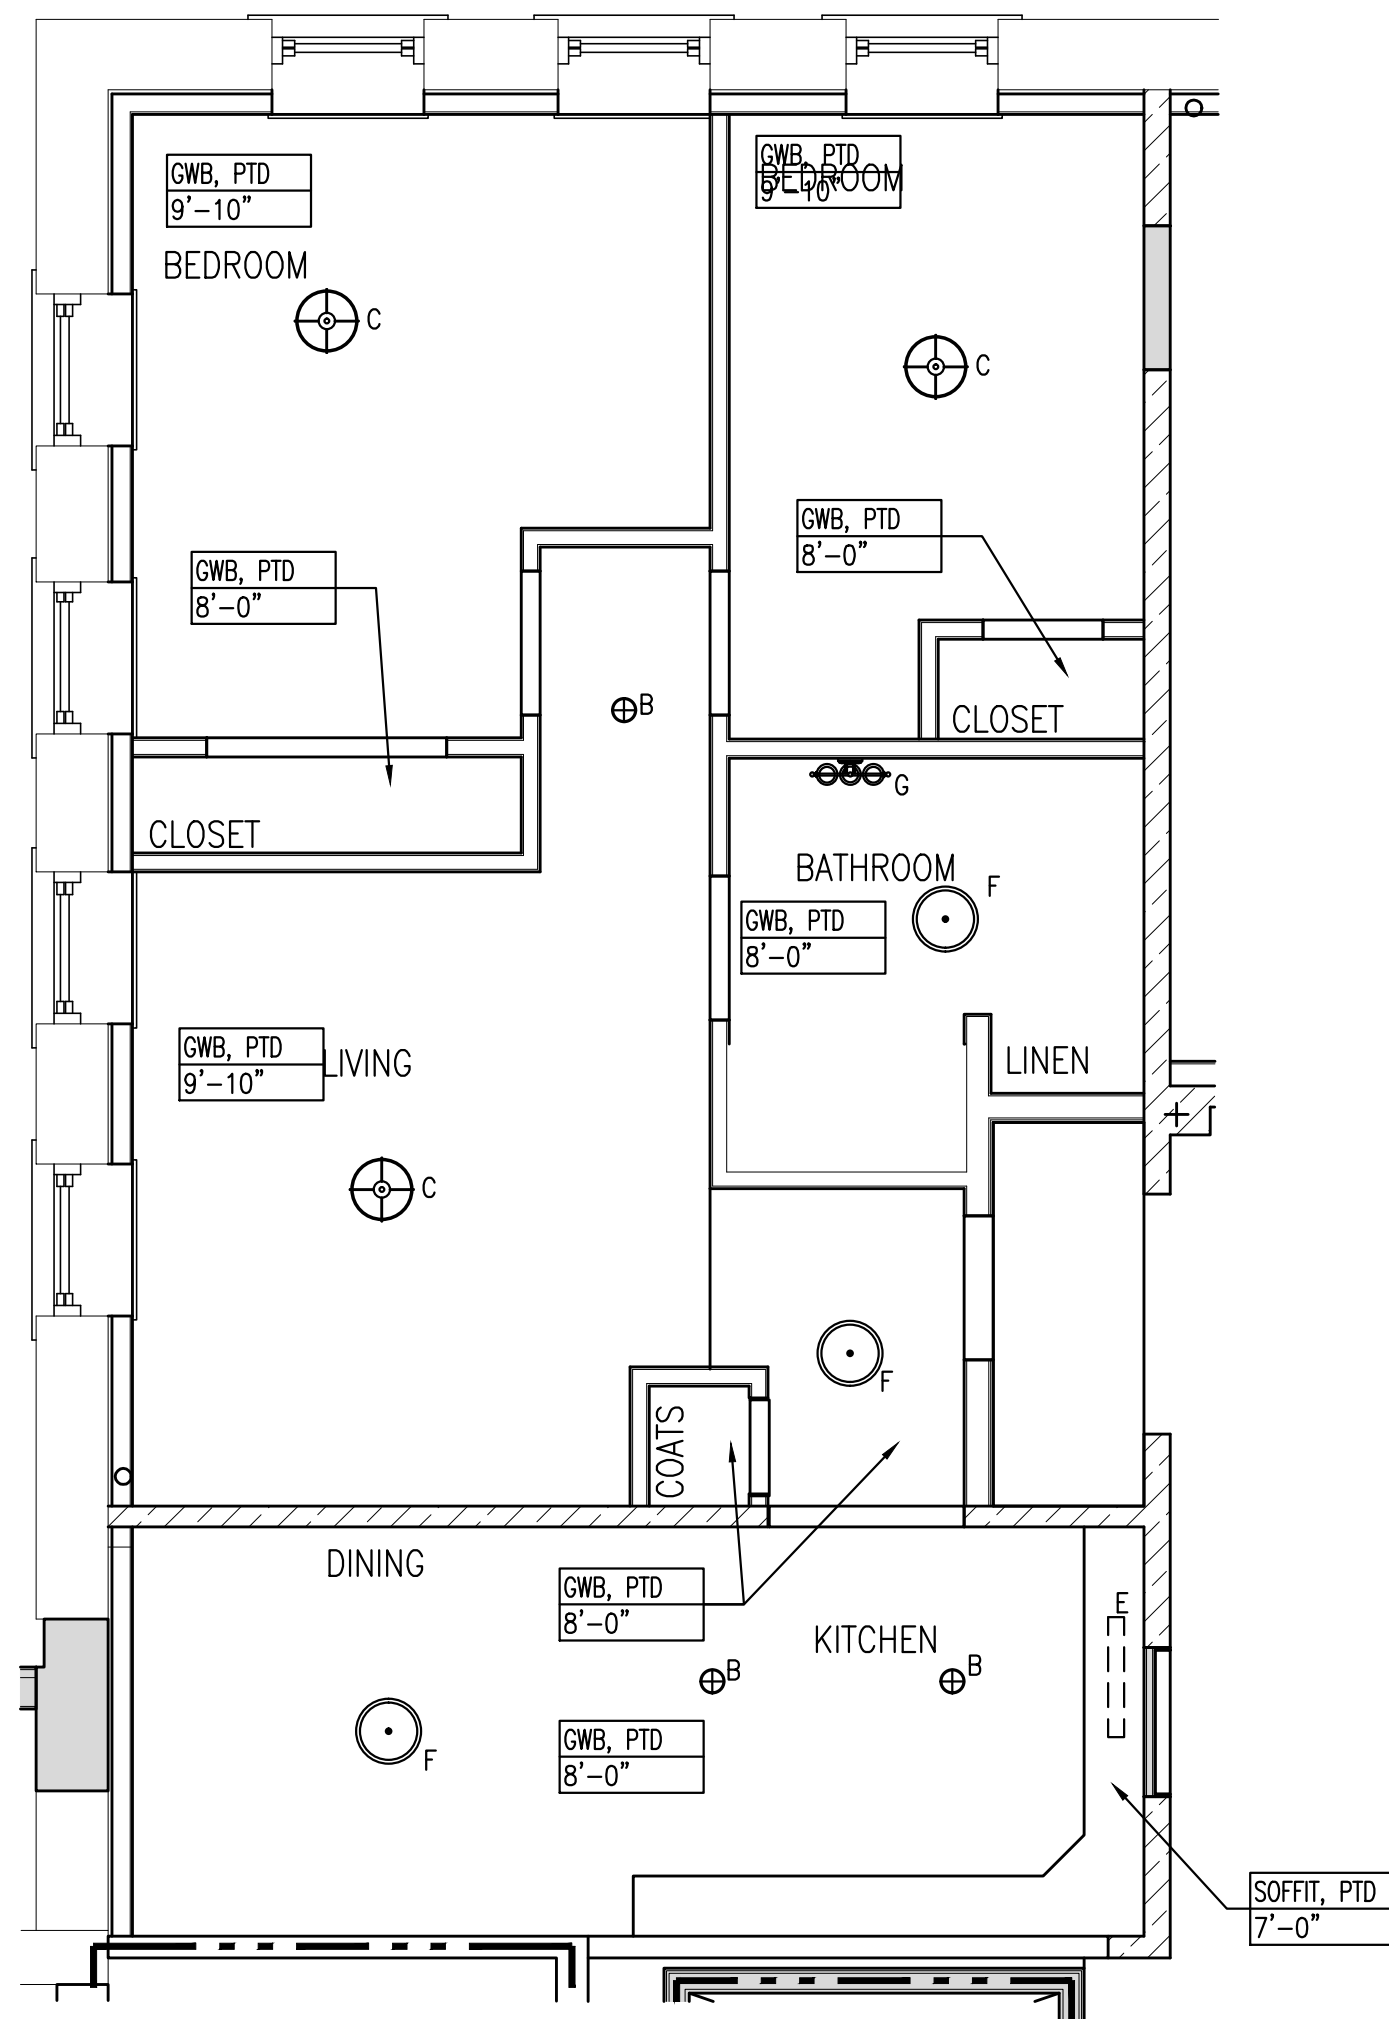 GWB, PTD
9'-10"
BEDROOM
C
GWB, PTD
9'-10"
BEDROOM
C
GWB, PTD
8'-0"
GWB, PTD
8'-0"
B
CLOSET
CLOSET
G
BATHROOM
F
GWB, PTD
8'-0"
GWB, PTD
9'-10"
LIVING
LINEN
C
F
COATS
DINING
GWB, PTD
8'-0"
KITCHEN
E
B
B
F
GWB, PTD
8'-0"
SOFFIT, PTD
7'-0"